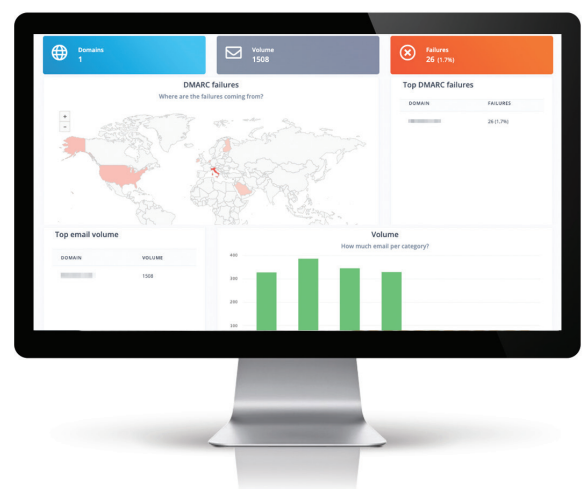 Domains
1
Volume
1508
Failures
26 (1.7%)
DMARC failures
Where are the failures coming from?
+
−
Top DMARC failures
DOMAIN FAILURES
26 (1.7%)
Top email volume
DOMAIN VOLUME
1508
Volume
How much email per category?
400
300
200
100